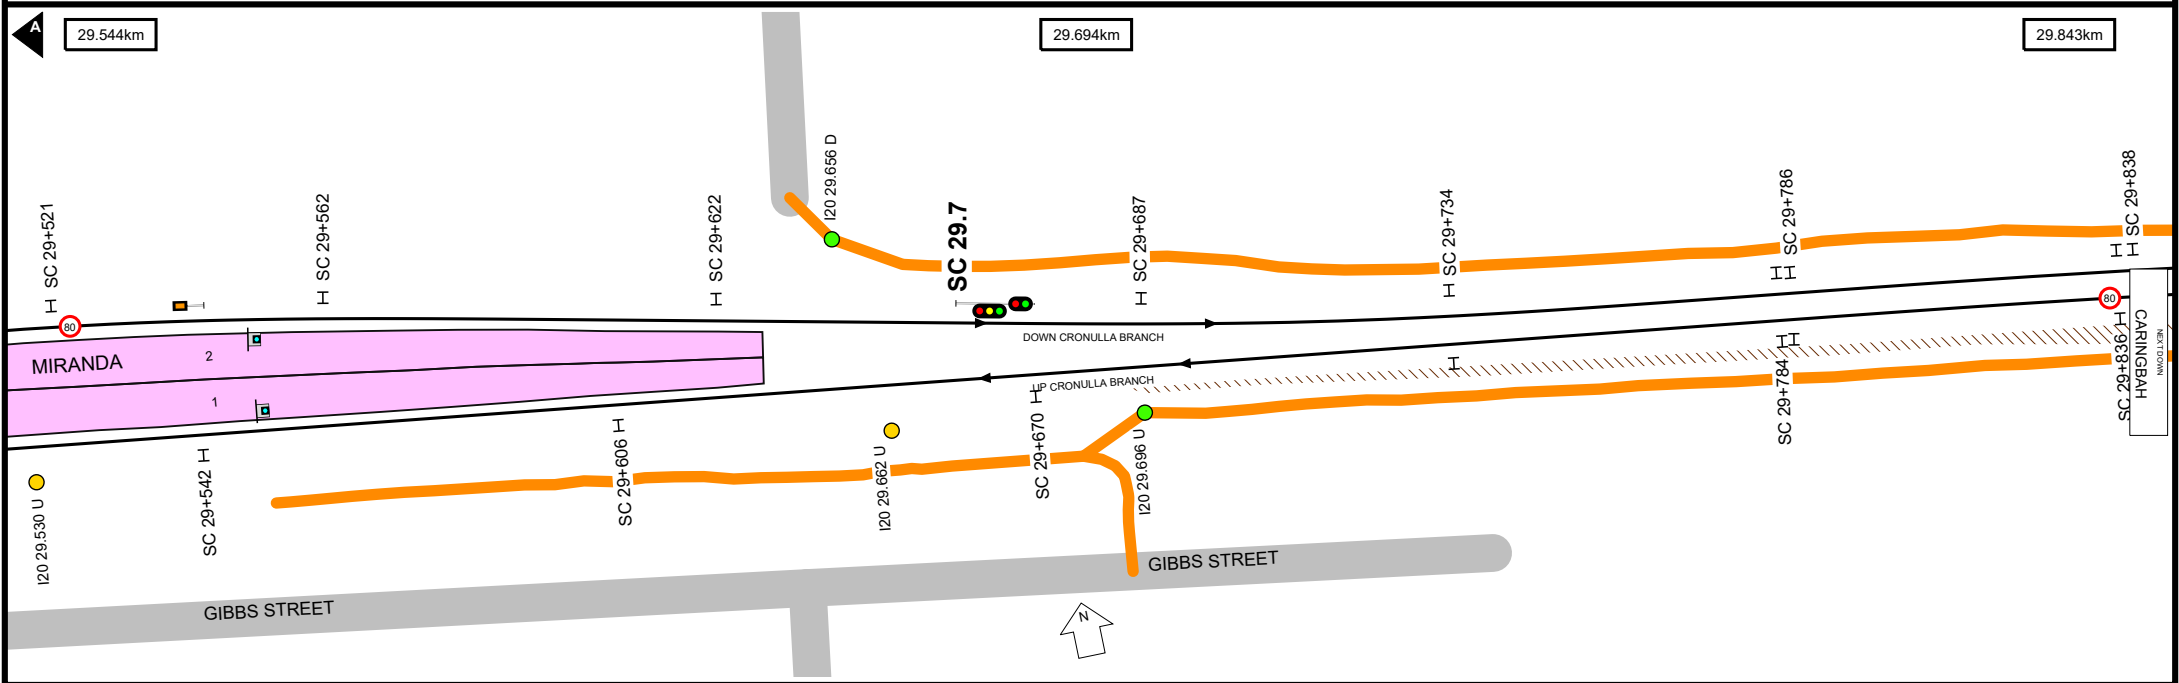 A
29.544km
29.694km
29.843km
SC 29+521
SC 29+562
SC 29+622
I20 29.656 D
SC 29.7
SC 29+687
SC 29+734
SC 29+786
SC 29+838
80
80
DOWN CRONULLA BRANCH
MIRANDA
2
1
UP CRONULLA BRANCH
CARINGBAH
NEXT DOWN
I20 29.530 U
SC 29+542
SC 29+606
I20 29.662 U
SC 29+670
I20 29.696 U
SC 29+784
SC 29+836
GIBBS STREET
GIBBS STREET
N